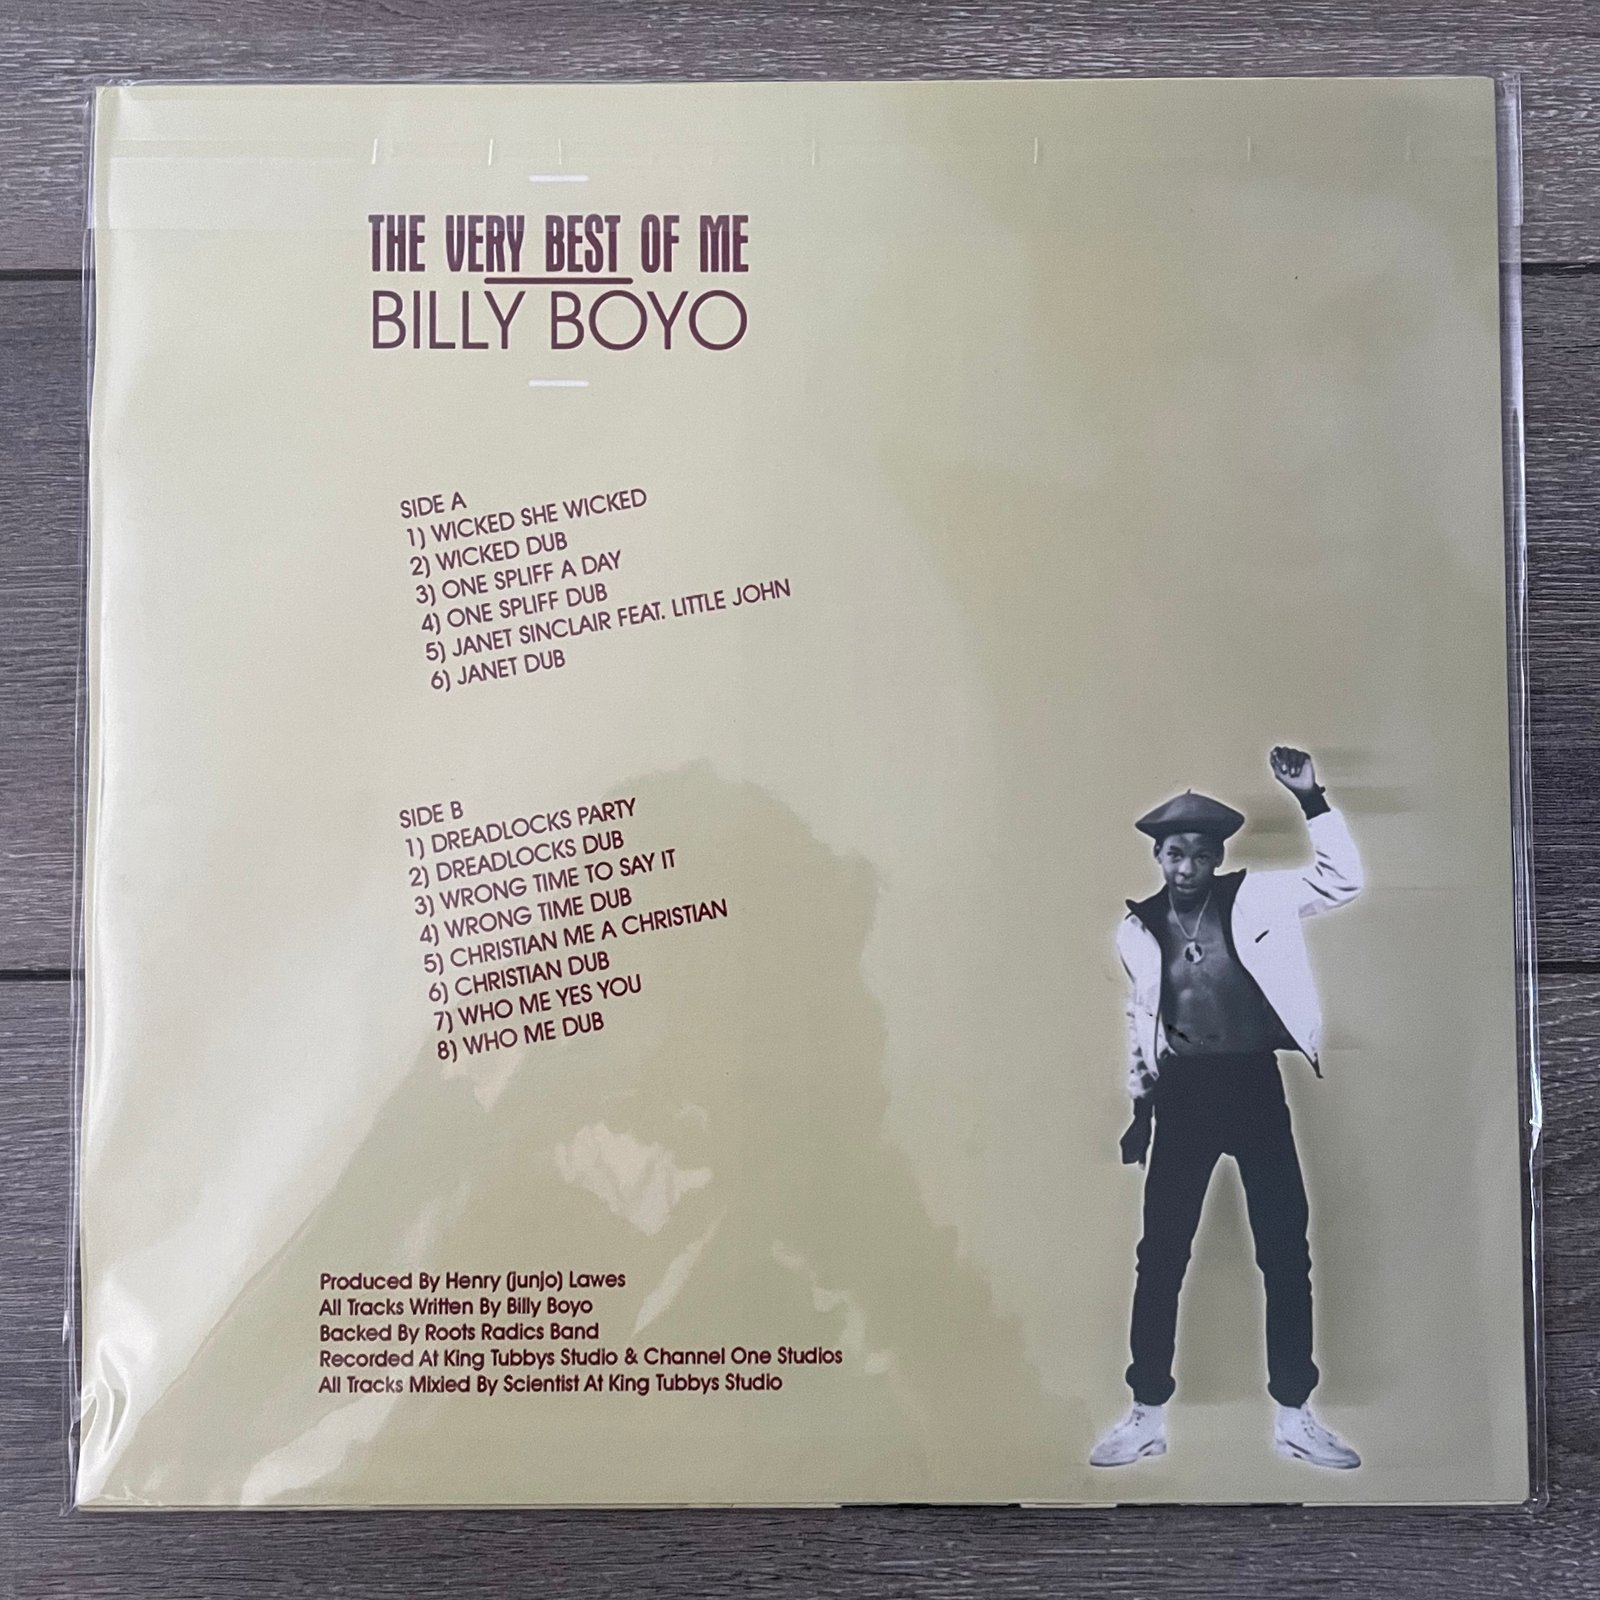 THE VERY BEST OF ME
BILLY BOYO
SIDE A
1) WICKED SHE WICKED
2) WICKED DUB
3) ONE SPLIFF A DAY
4) ONE SPLIFF DUB
5) JANET SINCLAIR FEAT. LITTLE JOHN
6) JANET DUB
SIDE B
1) DREADLOCKS PARTY
2) DREADLOCKS DUB
3) WRONG TIME TO SAY IT
4) WRONG TIME DUB
5) CHRISTIAN ME A CHRISTIAN
6) CHRISTIAN DUB
7) WHO ME YES YOU
8) WHO ME DUB
Produced By Henry (junjo) Lawes
All Tracks Written By Billy Boyo
Backed By Roots Radics Band
Recorded At King Tubbys Studio & Channel One Studios
All Tracks Mixied By Scientist At King Tubbys Studio